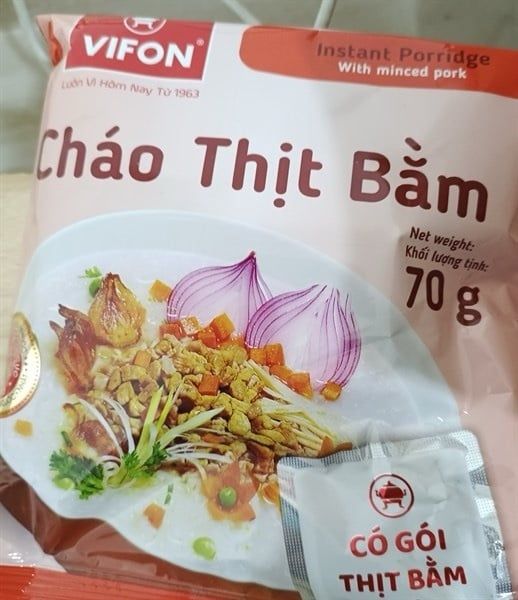 VIFON®
Luôn Vì Hôm Nay Từ 1963
Instant Porridge
With minced pork
Cháo Thịt Bằm
Net weight:
Khối lượng tịnh:
70 g
CÓ GÓI
THỊT BẰM